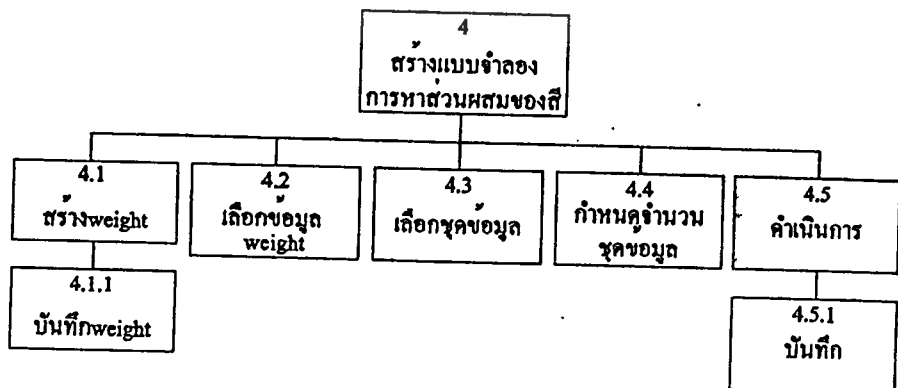 4
สร้างแบบจำลอง
การหาส่วนผสมของสี
4.1
สร้างweight
4.2
เลือกข้อมูล
weight
4.3
เลือกชุดข้อมูล
4.4
กำหนดจำนวน
ชุดข้อมูล
4.5
ดำเนินการ
4.1.1
บันทึกweight
4.5.1
บันทึก